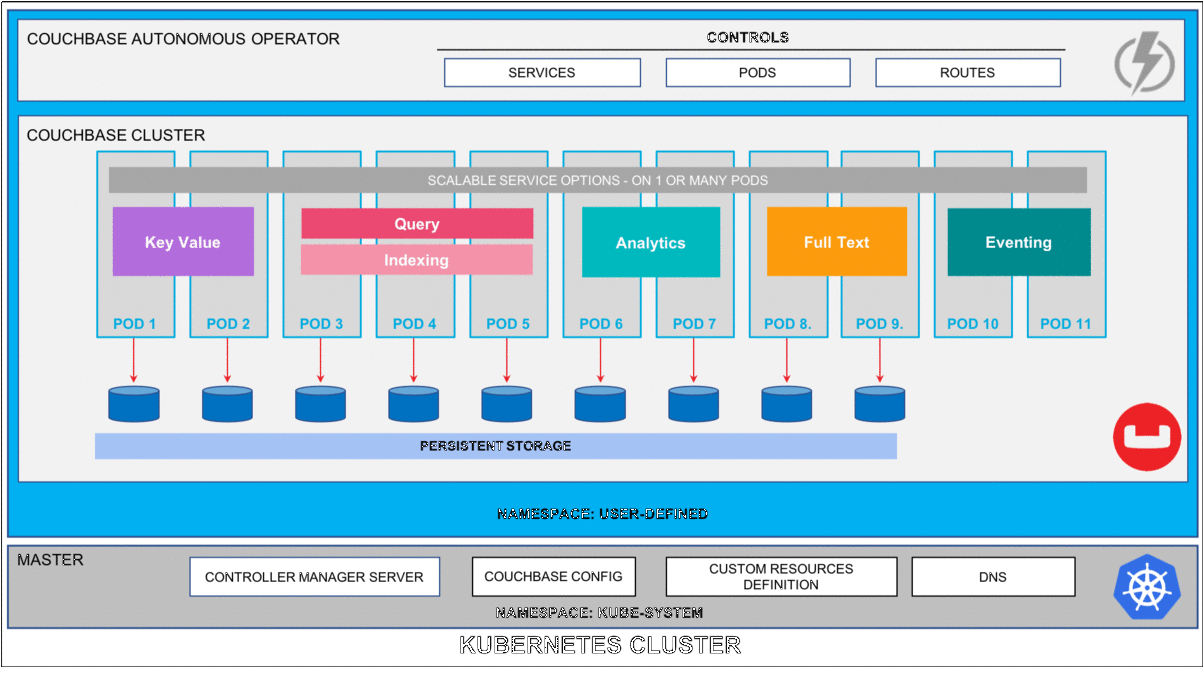 COUCHBASE AUTONOMOUS OPERATOR
CONTROLS
SERVICES
PODS
ROUTES
COUCHBASE CLUSTER
SCALABLE SERVICE OPTIONS - ON 1 OR MANY PODS
Key Value
Query
Indexing
Analytics
Full Text
Eventing
POD 1
POD 2
POD 3
POD 4
POD 5
POD 6
POD 7
POD 8.
POD 9.
POD 10
POD 11
PERSISTENT STORAGE
NAMESPACE: USER-DEFINED
MASTER
CONTROLLER MANAGER SERVER
COUCHBASE CONFIG
CUSTOM RESOURCES
DEFINITION
DNS
NAMESPACE: KUBE-SYSTEM
KUBERNETES CLUSTER